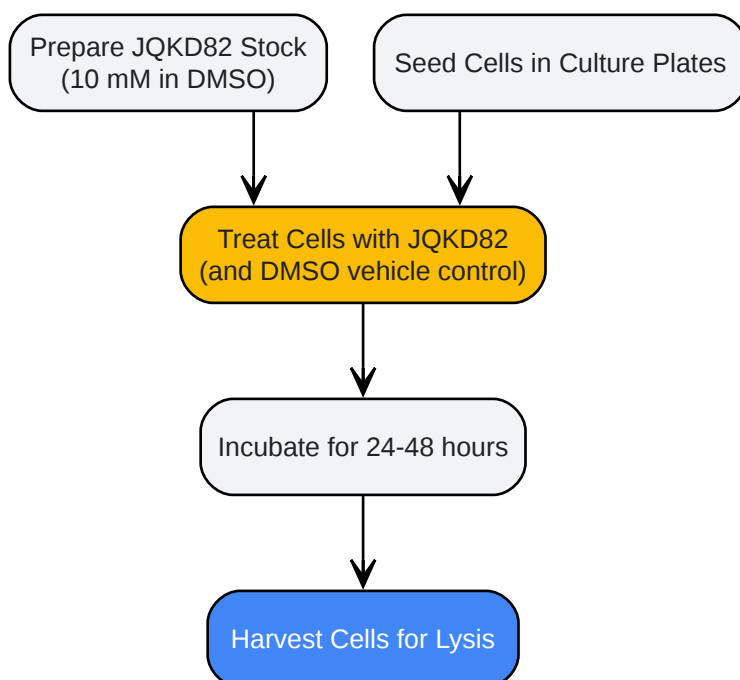 Prepare JQKD82 Stock
(10 mM in DMSO)
Seed Cells in Culture Plates
Treat Cells with JQKD82
(and DMSO vehicle control)
Incubate for 24-48 hours
Harvest Cells for Lysis